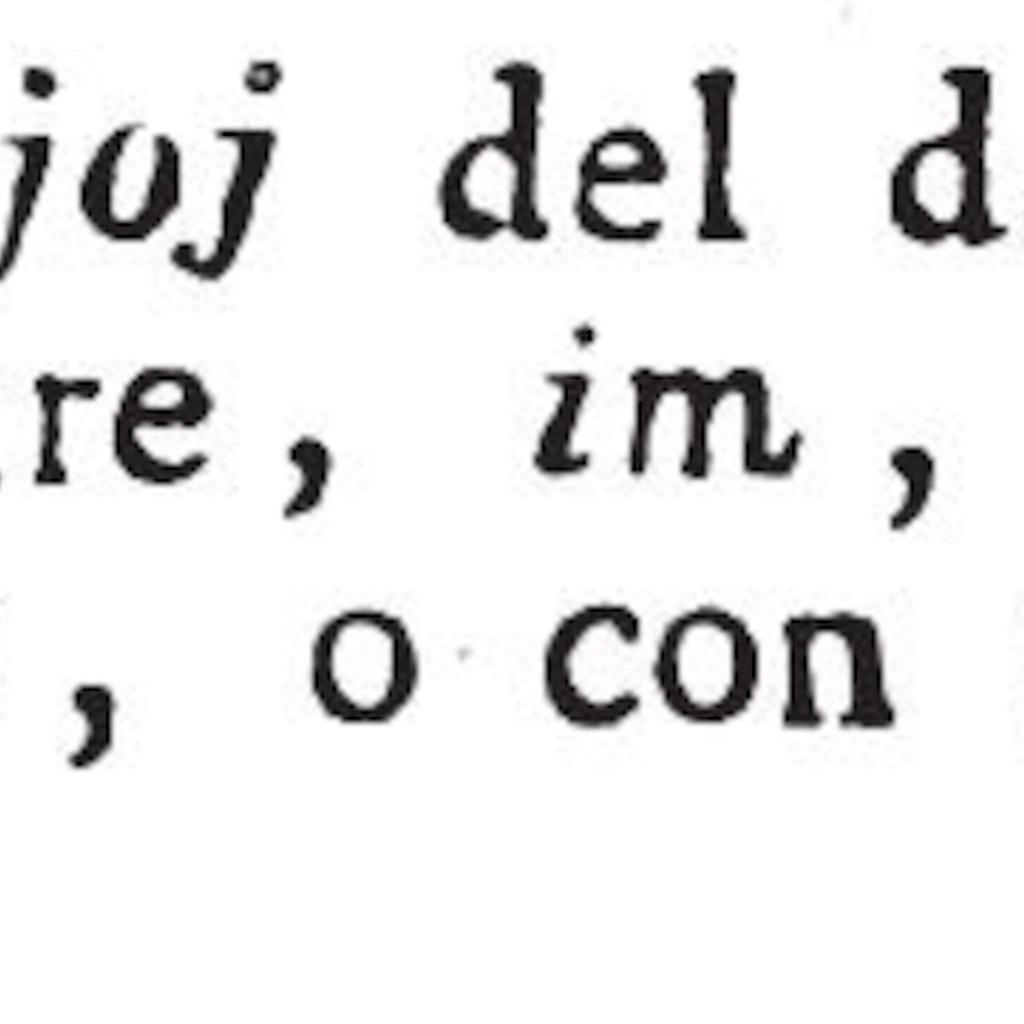 joj del d
re, im,
, o con